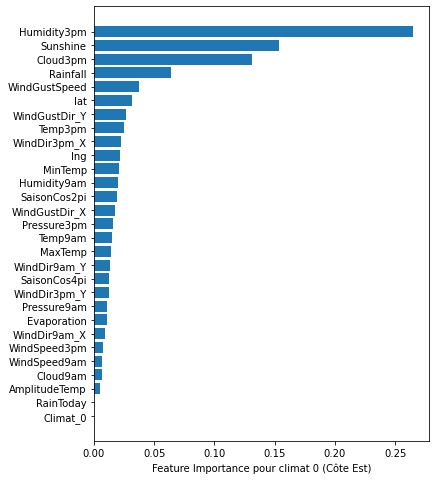 Humidity3pm
Sunshine
Cloud3pm
Rainfall
WindGustSpeed
lat
WindGustDir_Y
Temp3pm
WindDir3pm_X
lng
MinTemp
Humidity9am
SaisonCos2pi
WindGustDir_X
Pressure3pm
Temp9am
MaxTemp
WindDir9am_Y
SaisonCos4pi
WindDir3pm_Y
Pressure9am
Evaporation
WindDir9am_X
WindSpeed3pm
WindSpeed9am
Cloud9am
AmplitudeTemp
RainToday
Climat_0
0.00 0.05 0.10 0.15 0.20 0.25
Feature Importance pour climat 0 (Côte Est)